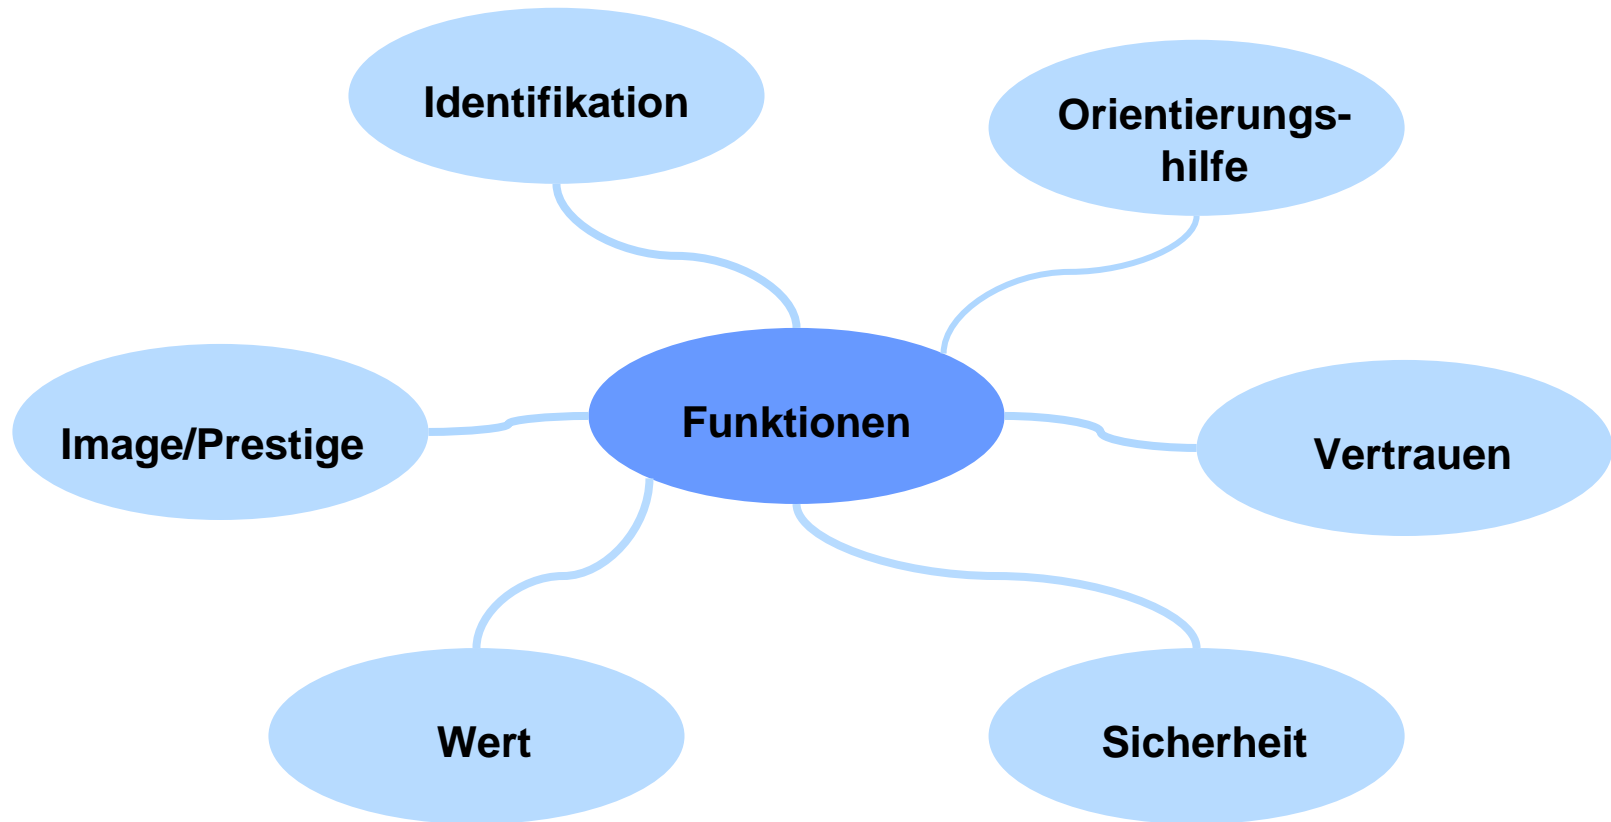 Identifikation
Orientierungs-
hilfe
Funktionen
Image/Prestige
Vertrauen
Wert
Sicherheit